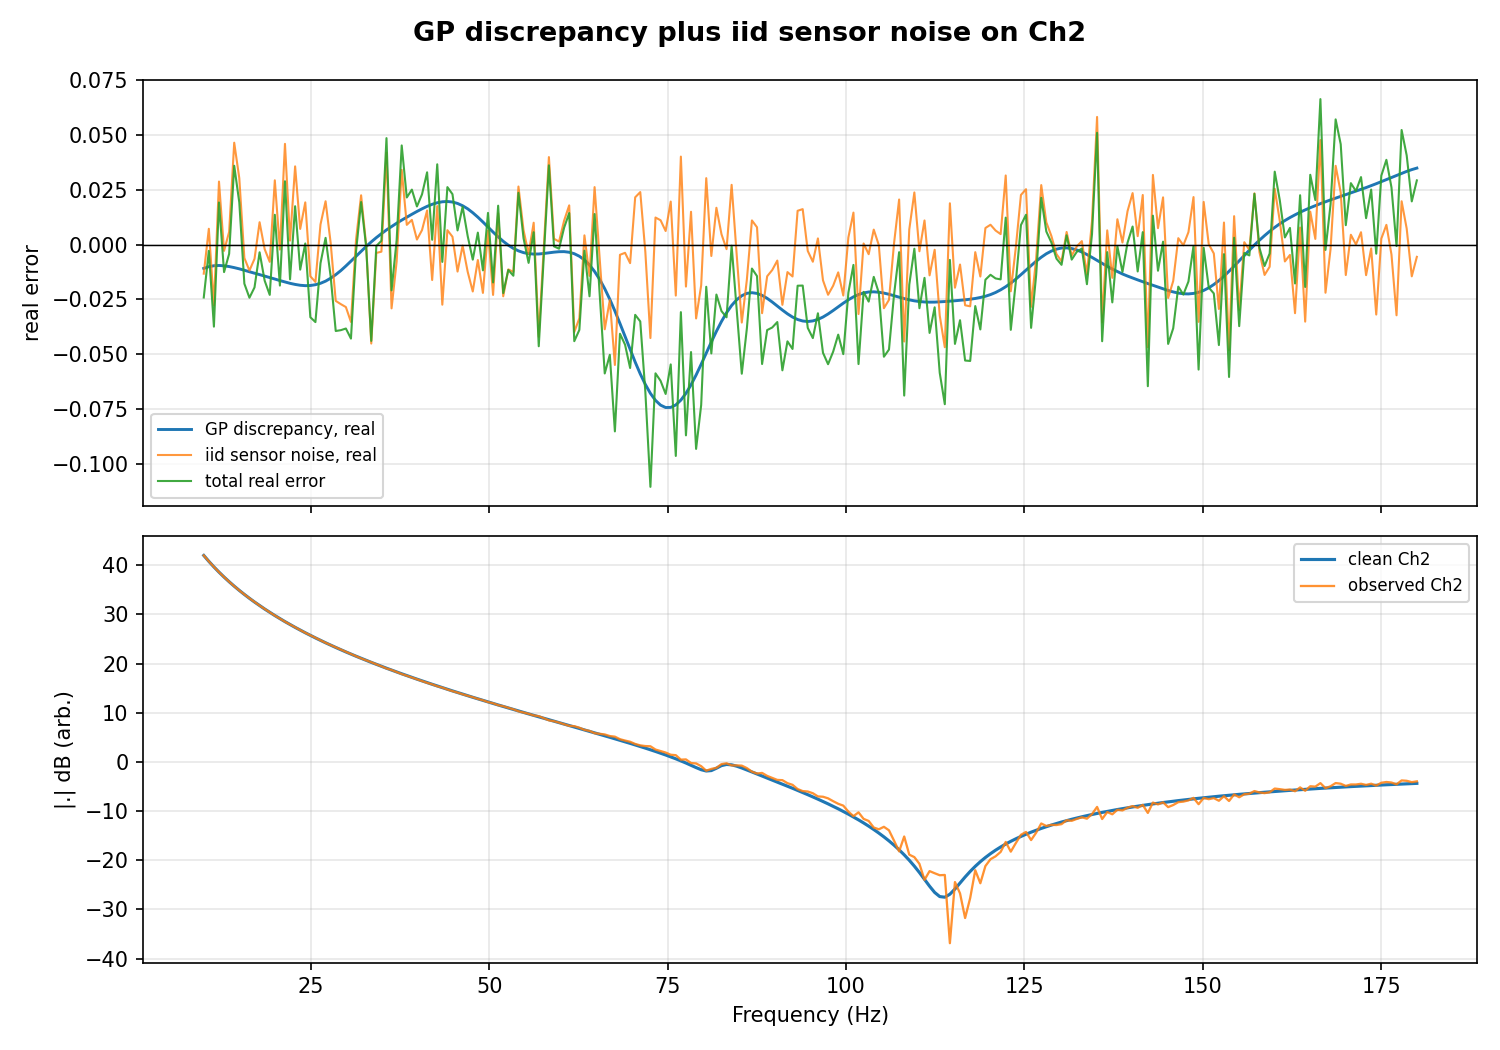 GP discrepancy plus iid sensor noise on Ch2
0.075
0.050
0.025
0.000
−0.025
−0.050
−0.075
−0.100
real error
GP discrepancy, real
iid sensor noise, real
total real error
40
30
20
10
0
−10
−20
−30
−40
|.| dB (arb.)
clean Ch2
observed Ch2
25
50
75
100
125
150
175
Frequency (Hz)